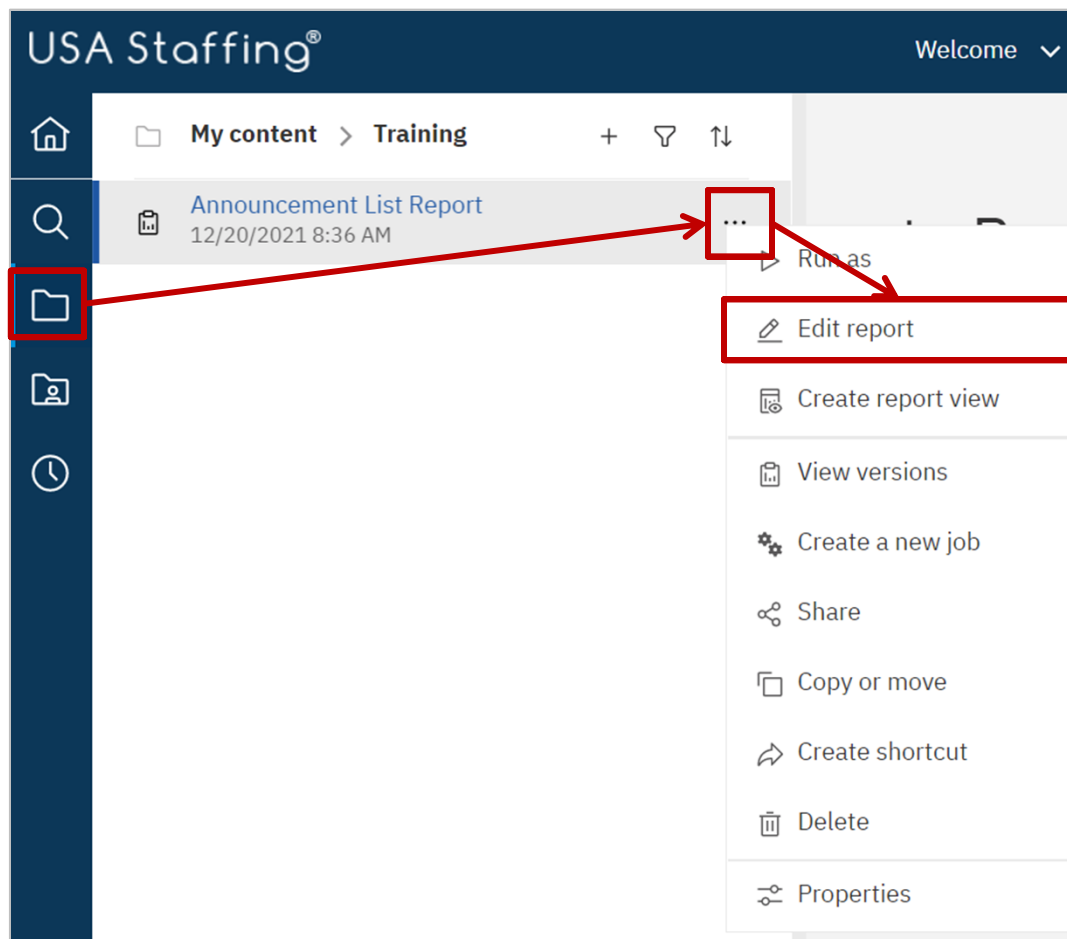 USA Staffing®
Welcome
My content > Training
Announcement List Report
12/20/2021 8:36 AM
...
Run as
Edit report
Create report view
View versions
Create a new job
Share
Copy or move
Create shortcut
Delete
Properties